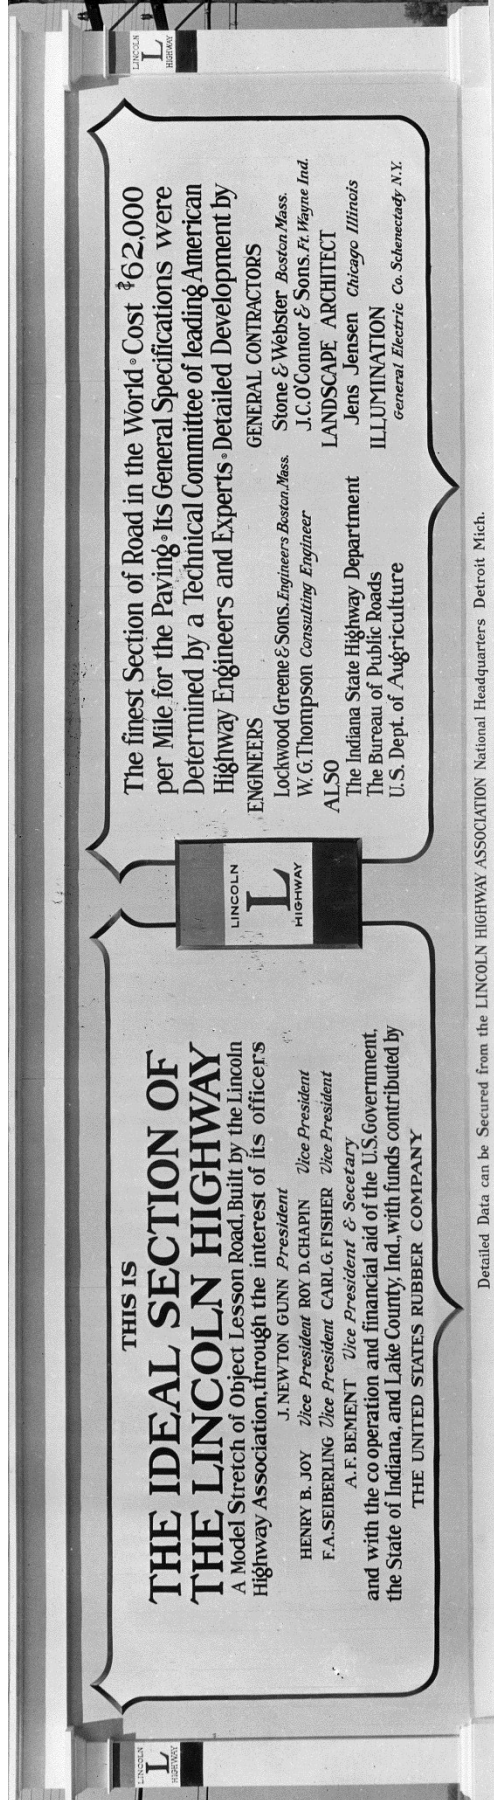 LINCOLN
L
HIGHWAY
THIS IS
THE IDEAL SECTION OF
THE LINCOLN HIGHWAY
A Model Stretch of Object Lesson Road, Built by the Lincoln
Highway Association, through the interest of its officers
J. NEWTON GUNN President
HENRY B. JOY Vice President ROY D. CHAPIN Vice President
F.A. SEIBERLING Vice President CARL G. FISHER Vice President
A. F. BEMENT Vice President & Secetary
and with the co operation and financial aid of the U.S. Government,
the State of Indiana, and Lake County, Ind., with funds contributed by
THE UNITED STATES RUBBER COMPANY
LINCOLN
L
HIGHWAY
The finest Section of Road in the World • Cost $62,000
per Mile for the Paving • Its General Specifications were
Determined by a Technical Committee of leading American
Highway Engineers and Experts • Detailed Development by
ENGINEERS
Lockwood Greene & Sons. Engineers Boston, Mass.
W. G. Thompson Consulting Engineer
ALSO
The Indiana State Highway Department
The Bureau of Public Roads
U.S. Dept. of Augriculture
GENERAL CONTRACTORS
Stone & Webster Boston Mass.
J.C. O'Connor & Sons. Ft. Wayne Ind.
LANDSCAPE ARCHITECT
Jens Jensen Chicago Illinois
ILLUMINATION
General Electric Co. Schenectady N.Y.
LINCOLN
L
HIGHWAY
Detailed Data can be Secured from the LINCOLN HIGHWAY ASSOCIATION National Headquarters Detroit Mich.